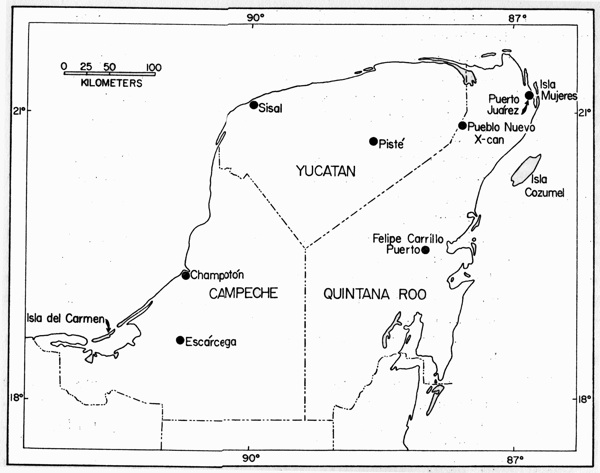 90°
87°
0 25 50 100
KILOMETERS
Isla
Mujeres
Puerto
Juárez
21°
21°
Sisal
Pueblo Nuevo
X-can
Pisté
YUCATAN
Isla
Cozumel
Felipe Carrillo
Puerto
Champotón
CAMPECHE
QUINTANA ROO
Isla del Carmen
Escárcega
18°
18°
90°
87°